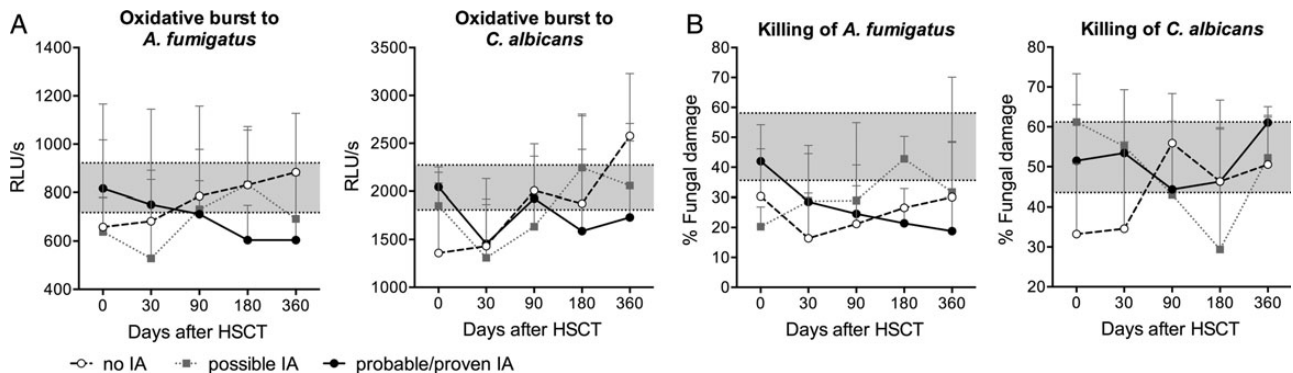 A
Oxidative burst to
A. fumigatus
1400
1200
1000
800
600
400
RLU/s
0 30 90 180 360
Days after HSCT
Oxidative burst to
C. albicans
3500
3000
2500
2000
1500
1000
RLU/s
0 30 90 180 360
Days after HSCT
B
Killing of A. fumigatus
80
70
60
50
40
30
20
10
0
% Fungal damage
0 30 90 180 360
Days after HSCT
Killing of C. albicans
80
70
60
50
40
30
20
% Fungal damage
0 30 90 180 360
Days after HSCT
no IA possible IA probable/proven IA